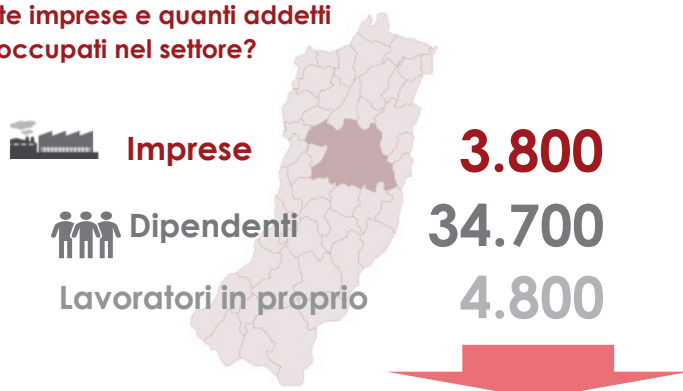 te imprese e quanti addetti
occupati nel settore?
Imprese 3.800
Dipendenti 34.700
Lavoratori in proprio 4.800